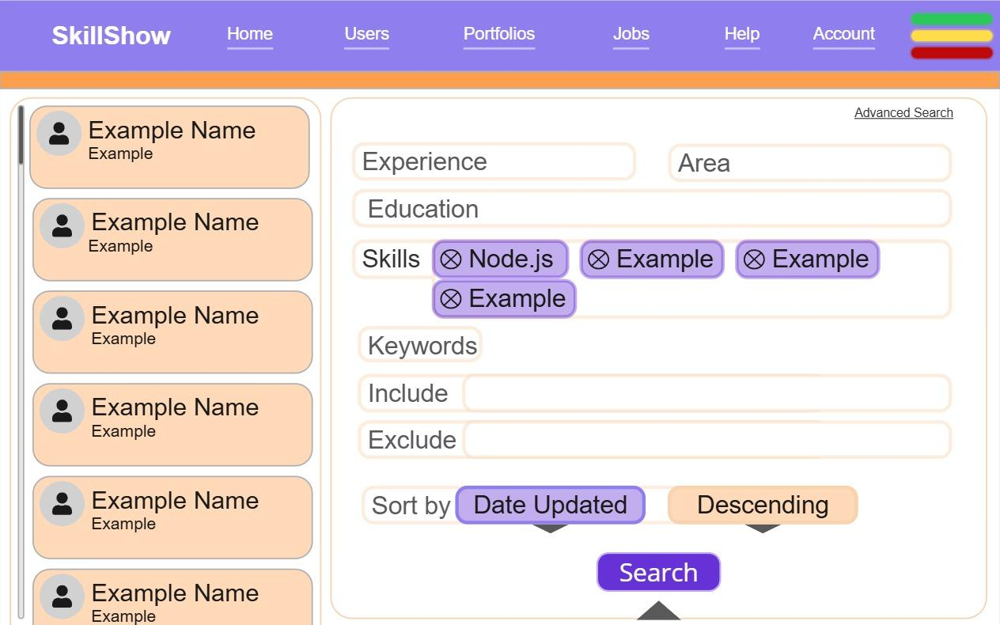 SkillShow Home Users Portfolios Jobs Help Account
Example Name
Example
Example Name
Example
Example Name
Example
Example Name
Example
Example Name
Example
Example Name
Example
Advanced Search
Experience Area
Education
Skills Node.js Example Example
Example
Keywords
Include
Exclude
Sort by Date Updated Descending
Search